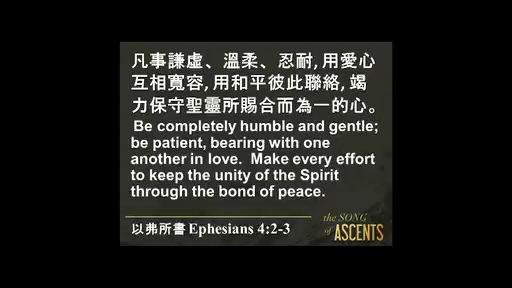 凡事謙虛、溫柔、忍耐, 用愛心
互相寬容, 用和平彼此聯絡, 竭
力保守聖靈所賜合而為一的心。
Be completely humble and gentle;
be patient, bearing with one
another in love.  Make every effort
to keep the unity of the Spirit
through the bond of peace.
以弗所書 Ephesians 4:2-3
the SONG
of ASCENTS